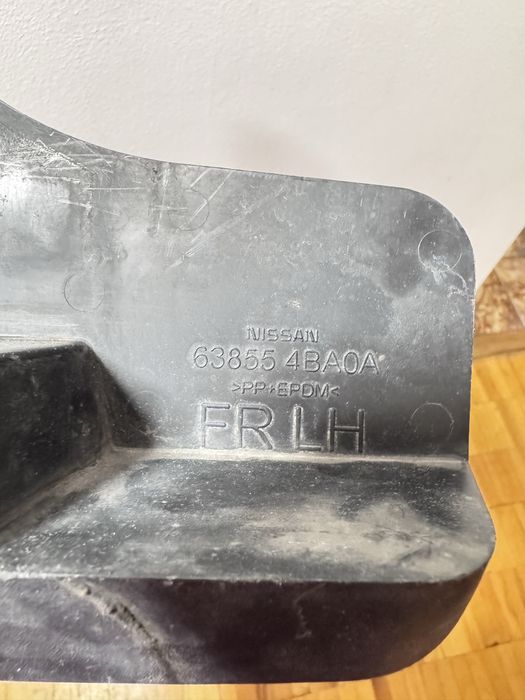 NISSAN
63855 4BA0A
>PP+EPDM<
FR LH